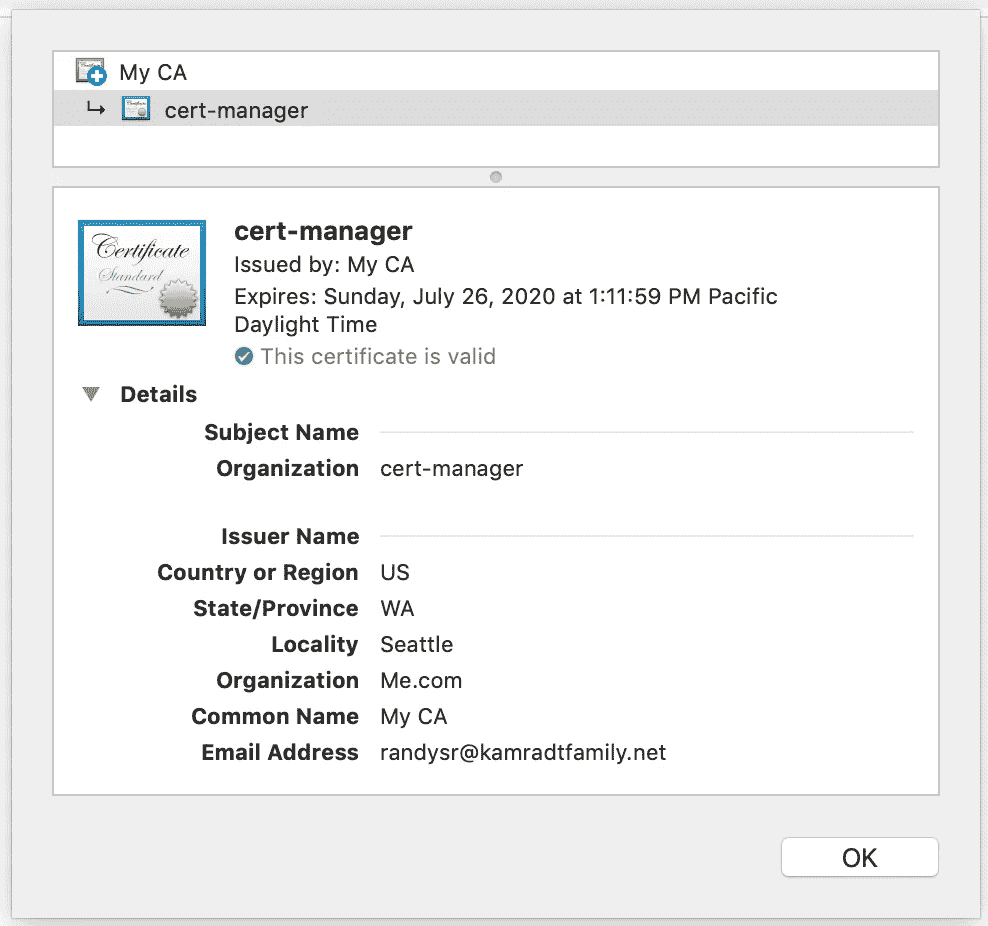 My CA
cert-manager
Certificate
Standard
cert-manager
Issued by: My CA
Expires: Sunday, July 26, 2020 at 1:11:59 PM Pacific
Daylight Time
This certificate is valid
Details
Subject Name
Organization cert-manager
Issuer Name
Country or Region US
State/Province WA
Locality Seattle
Organization Me.com
Common Name My CA
Email Address randysr@kamradtfamily.net
OK